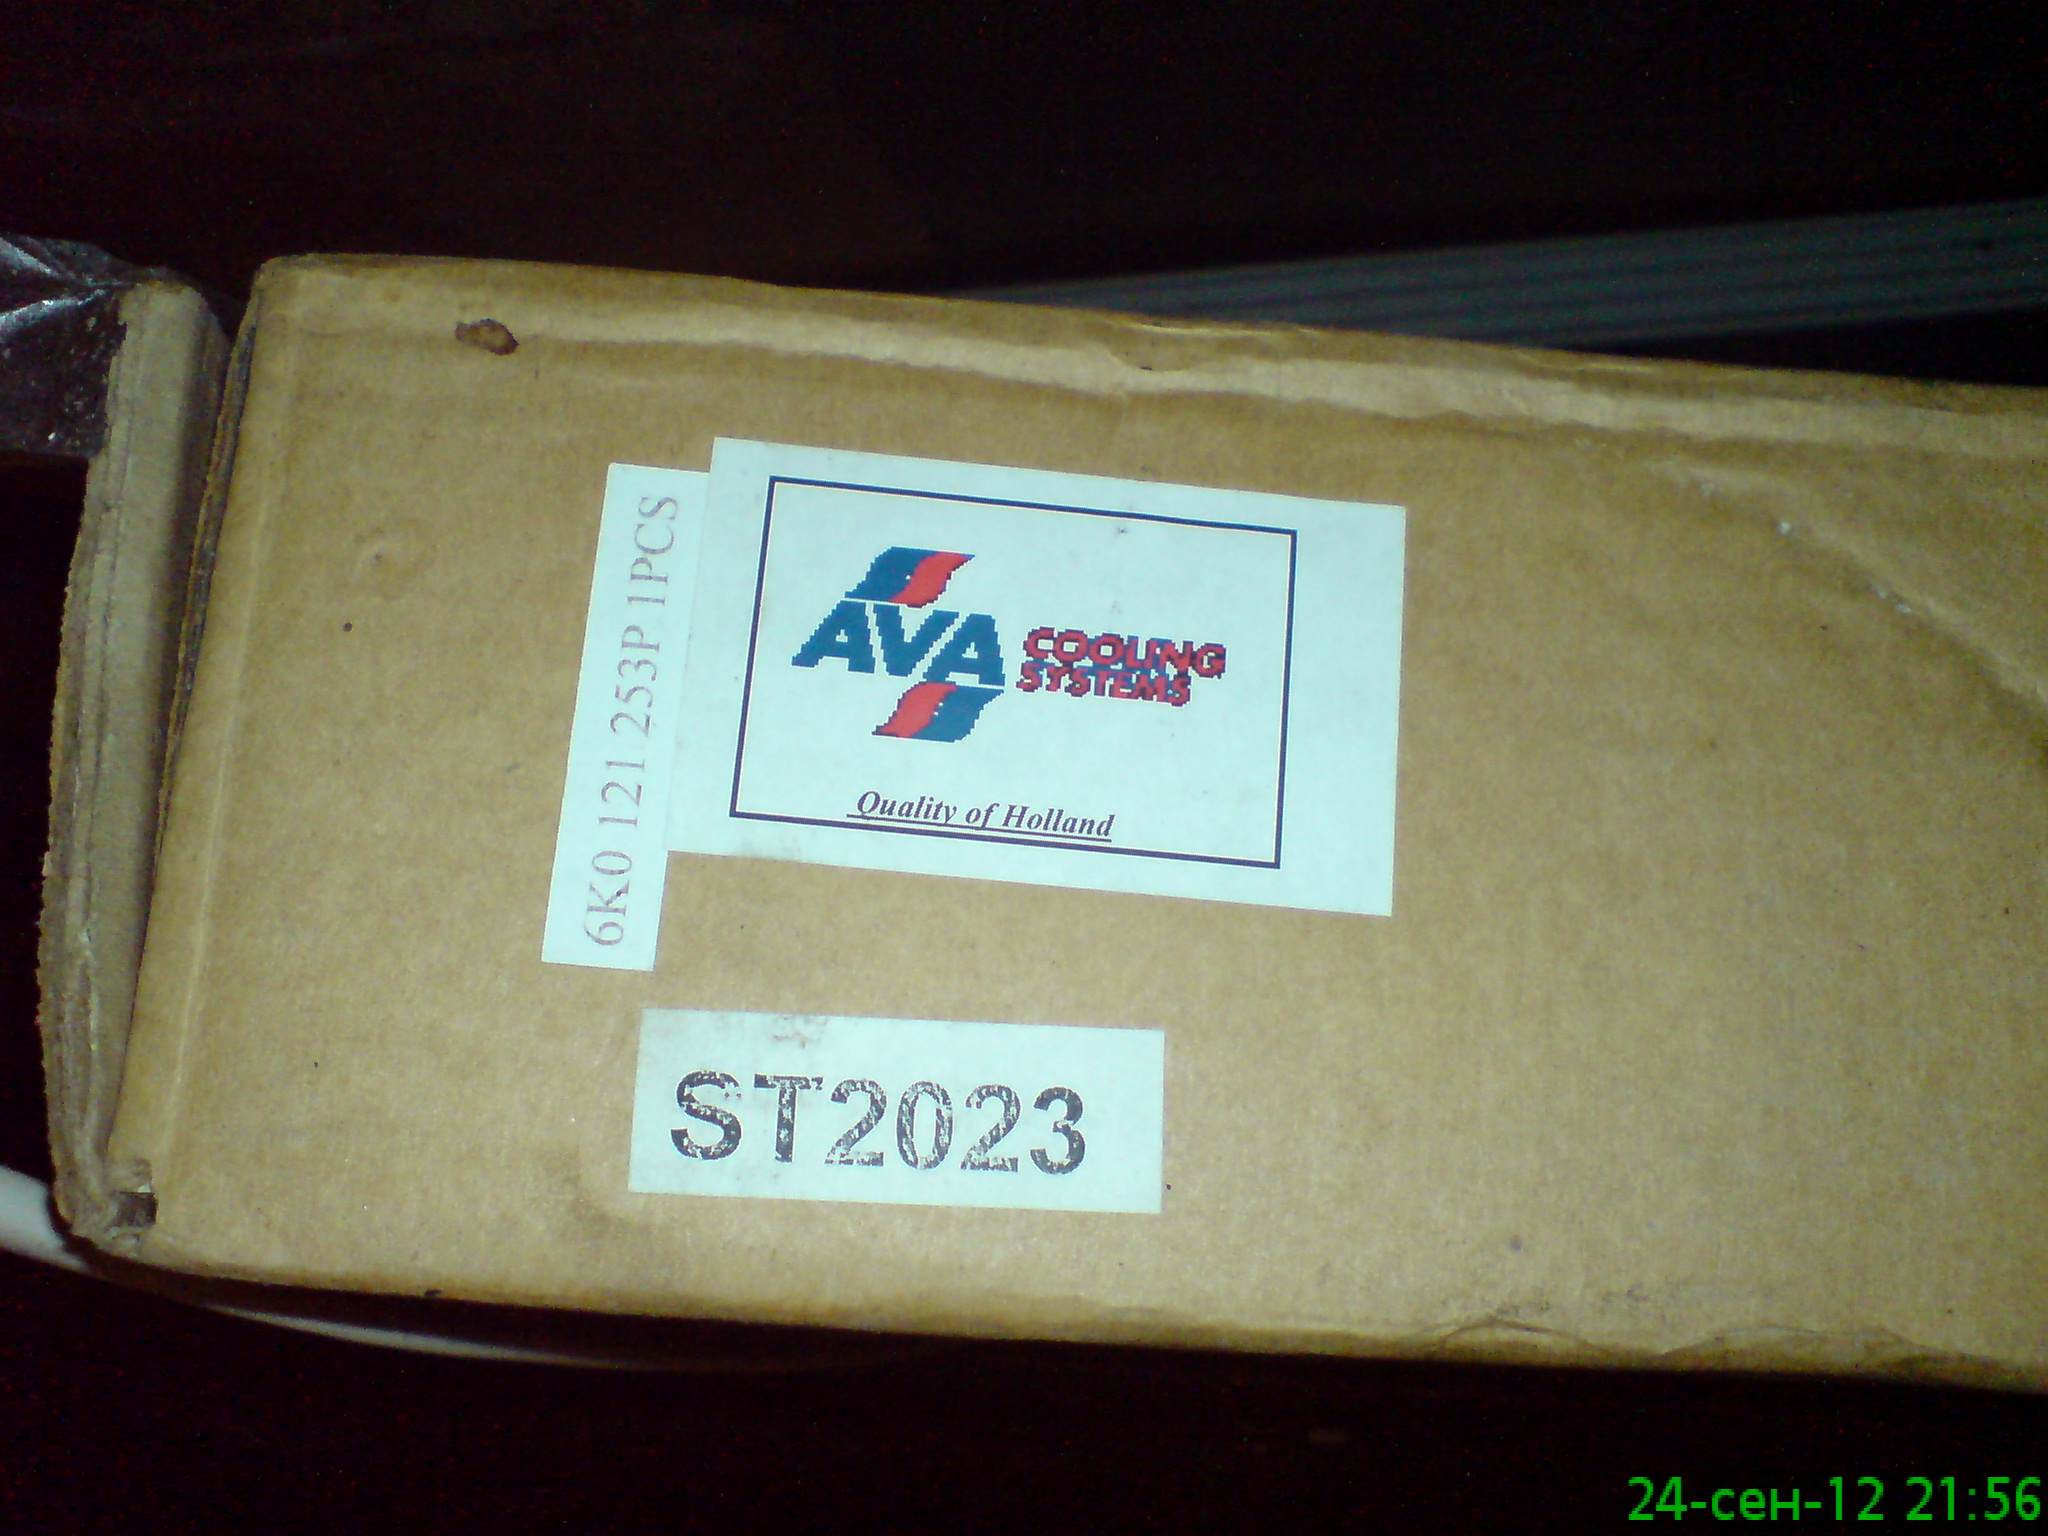 6K0 121 253P 1PCS
AVA
COOLING
SYSTEMS
Quality of Holland
ST2023
24-сен-12 21:56